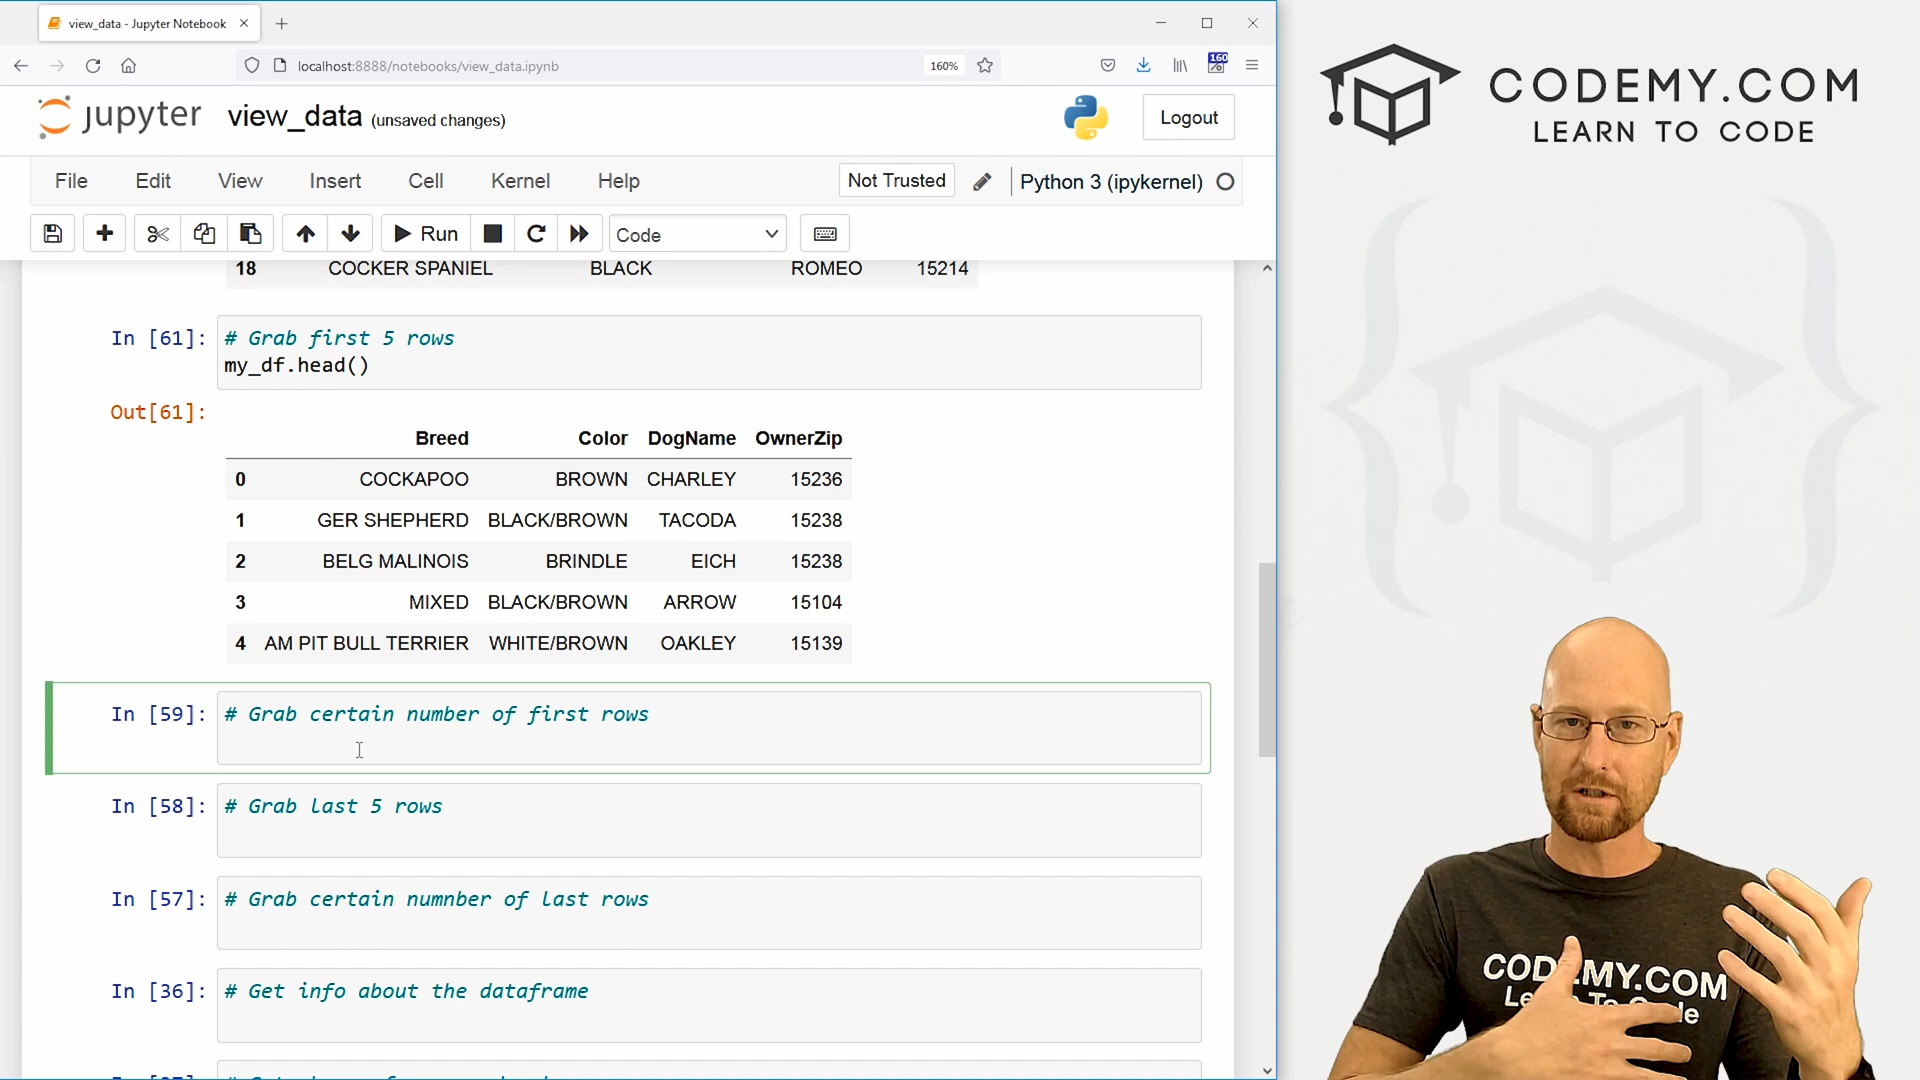 view_data - Jupyter Notebook
localhost:8888/notebooks/view_data.ipynb
160%
160
jupyter view_data (unsaved changes)
Logout
File Edit View Insert Cell Kernel Help
Not Trusted
Python 3 (ipykernel)
Run
Code
18 COCKER SPANIEL BLACK ROMEO 15214
In [61]: # Grab first 5 rows
my_df.head()
Out[61]:
Breed Color DogName OwnerZip
0 COCKAPOO BROWN CHARLEY 15236
1 GER SHEPHERD BLACK/BROWN TACODA 15238
2 BELG MALINOIS BRINDLE EICH 15238
3 MIXED BLACK/BROWN ARROW 15104
4 AM PIT BULL TERRIER WHITE/BROWN OAKLEY 15139
In [59]: # Grab certain number of first rows
In [58]: # Grab last 5 rows
In [57]: # Grab certain numnber of last rows
In [36]: # Get info about the dataframe
CODEMY.COM
LEARN TO CODE
CODEMY.COM